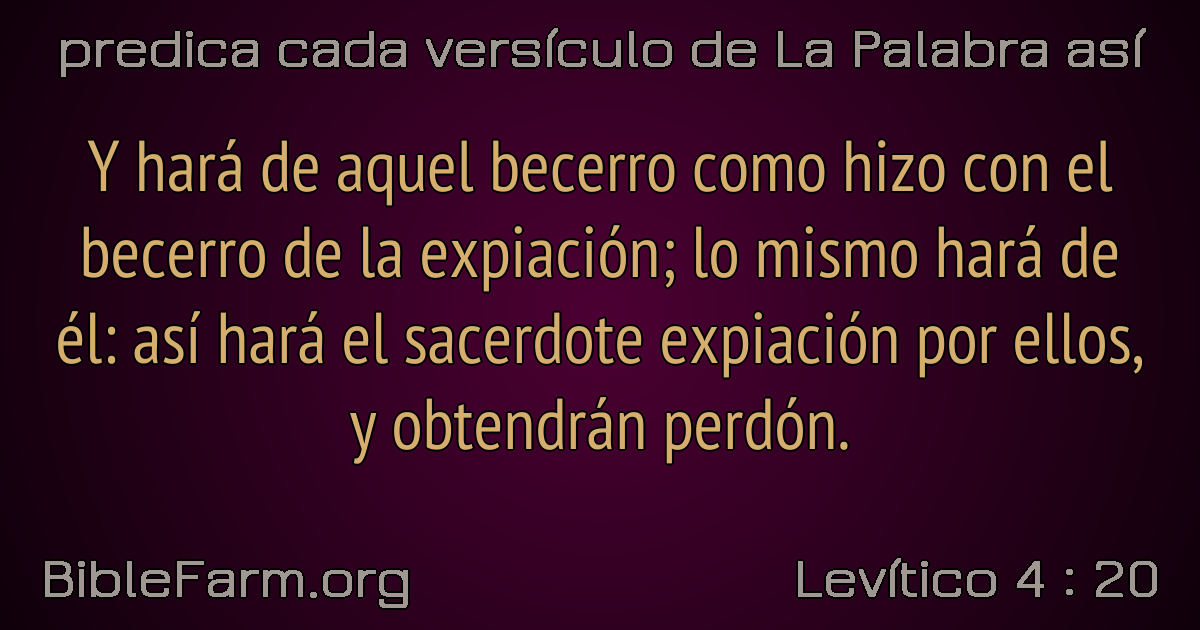 predica cada versículo de La Palabra así
Y hará de aquel becerro como hizo con el
becerro de la expiación; lo mismo hará de
él: así hará el sacerdote expiación por ellos,
y obtendrán perdón.
BibleFarm.org
Levítico 4 : 20